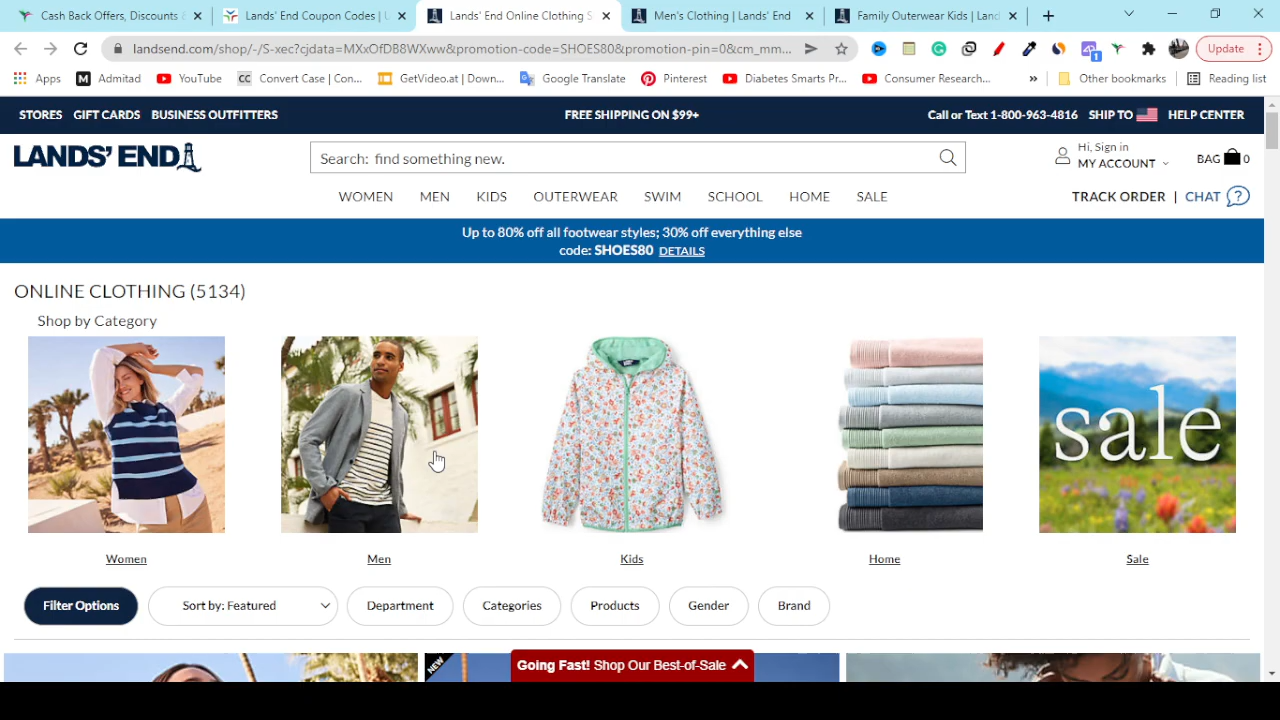 Cash Back Offers, Discounts &
Lands' End Coupon Codes |
Lands' End Online Clothing S
Men's Clothing | Lands' End
Family Outerwear Kids | Land
landsend.com/shop/-/S-xec?cjdata=MXxOfDB8WXww&promotion-code=SHOES80&promotion-pin=0&cm_mm...
1
Update
Apps
M Admitad
YouTube
CC Convert Case | Con...
GetVideo.at | Down...
Google Translate
Pinterest
Diabetes Smarts Pr...
Consumer Research...
»
Other bookmarks
Reading list
STORES GIFT CARDS BUSINESS OUTFITTERS
FREE SHIPPING ON $99+
Call or Text 1-800-963-4816 SHIP TO HELP CENTER
LANDS' END
Search: find something new.
Hi, Sign in
MY ACCOUNT
BAG 0
WOMEN MEN KIDS OUTERWEAR SWIM SCHOOL HOME SALE
TRACK ORDER | CHAT ?
Up to 80% off all footwear styles; 30% off everything else
code: SHOES80 DETAILS
ONLINE CLOTHING (5134)
Shop by Category
sale
Women
Men
Kids
Home
Sale
Filter Options
Sort by: Featured
Department
Categories
Products
Gender
Brand
NEW
Going Fast! Shop Our Best-of-Sale